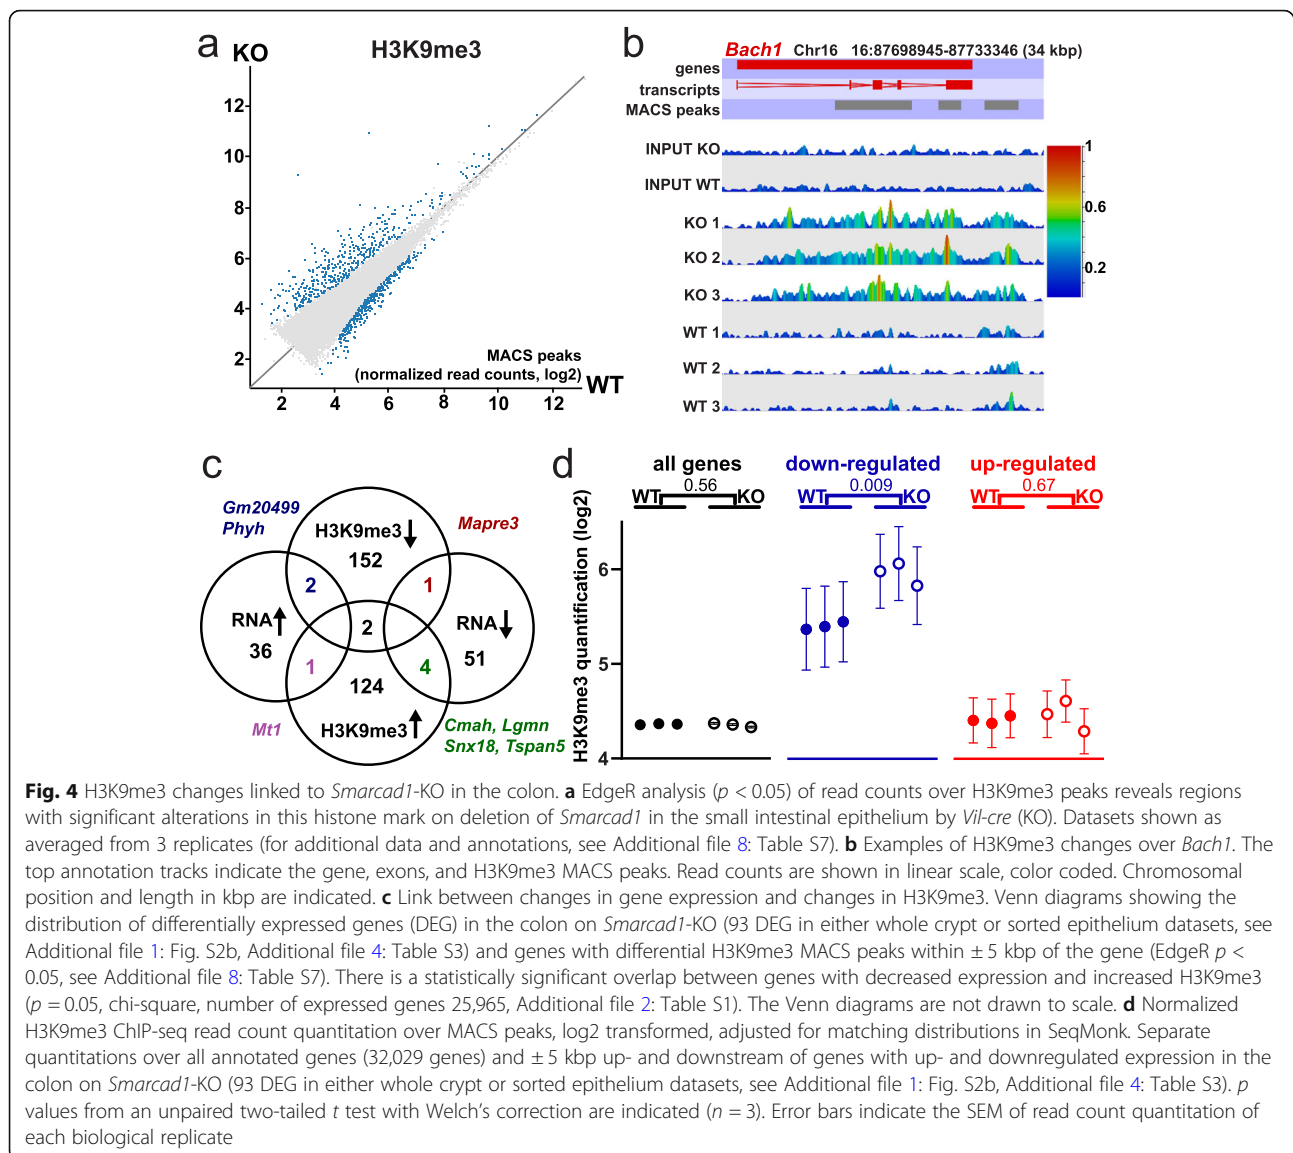 a
KO
H3K9me3
12
10
8
6
4
2
MACS peaks
(normalized read counts, log2)
WT
2 4 6 8 10 12
b
Bach1 Chr16 16:87698945-87733346 (34 kbp)
genes
transcripts
MACS peaks
INPUT KO
INPUT WT
KO 1
KO 2
KO 3
WT 1
WT 2
WT 3
1
0.6
0.2
c
Gm20499
Phyh
H3K9me3↓
152
Mapre3
2
1
RNA↑
36
2
RNA↓
51
1
4
124
H3K9me3↑
Mt1
Cmah, Lgmn
Snx18, Tspan5
d
all genes
down-regulated
up-regulated
0.56
0.009
0.67
WT KO
WT KO
WT KO
H3K9me3 quantification (log2)
6
5
4
Fig. 4 H3K9me3 changes linked to Smarcad1-KO in the colon. a EdgeR analysis (p < 0.05) of read counts over H3K9me3 peaks reveals regions
with significant alterations in this histone mark on deletion of Smarcad1 in the small intestinal epithelium by Vil-cre (KO). Datasets shown as
averaged from 3 replicates (for additional data and annotations, see Additional file 8: Table S7). b Examples of H3K9me3 changes over Bach1. The
top annotation tracks indicate the gene, exons, and H3K9me3 MACS peaks. Read counts are shown in linear scale, color coded. Chromosomal
position and length in kbp are indicated. c Link between changes in gene expression and changes in H3K9me3. Venn diagrams showing the
distribution of differentially expressed genes (DEG) in the colon on Smarcad1-KO (93 DEG in either whole crypt or sorted epithelium datasets, see
Additional file 1: Fig. S2b, Additional file 4: Table S3) and genes with differential H3K9me3 MACS peaks within ± 5 kbp of the gene (EdgeR p <
0.05, see Additional file 8: Table S7). There is a statistically significant overlap between genes with decreased expression and increased H3K9me3
(p = 0.05, chi-square, number of expressed genes 25,965, Additional file 2: Table S1). The Venn diagrams are not drawn to scale. d Normalized
H3K9me3 ChIP-seq read count quantitation over MACS peaks, log2 transformed, adjusted for matching distributions in SeqMonk. Separate
quantitations over all annotated genes (32,029 genes) and ± 5 kbp up- and downstream of genes with up- and downregulated expression in the
colon on Smarcad1-KO (93 DEG in either whole crypt or sorted epithelium datasets, see Additional file 1: Fig. S2b, Additional file 4: Table S3). p
values from an unpaired two-tailed t test with Welch's correction are indicated (n = 3). Error bars indicate the SEM of read count quantitation of
each biological replicate